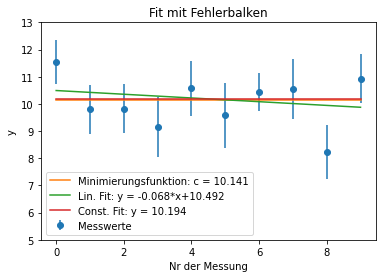 Fit mit Fehlerbalken
13
12
11
10
9
8
7
6
5
y
Minimierungsfunktion: c = 10.141
Lin. Fit: y = -0.068*x+10.492
Const. Fit: y = 10.194
Messwerte
0 2 4 6 8
Nr der Messung